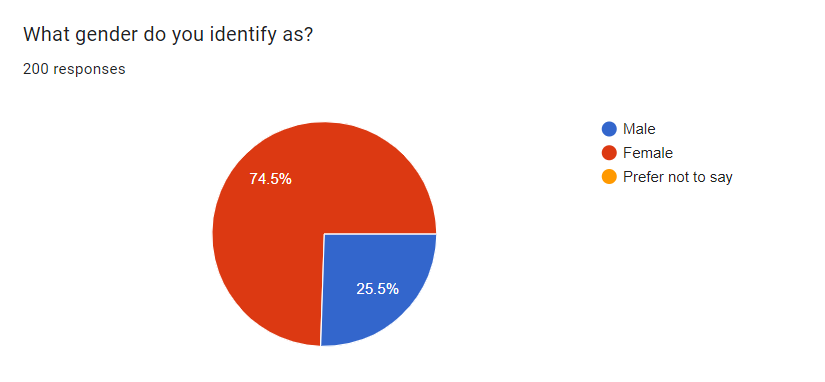 What gender do you identify as?
200 responses
Male
Female
Prefer not to say
74.5%
25.5%